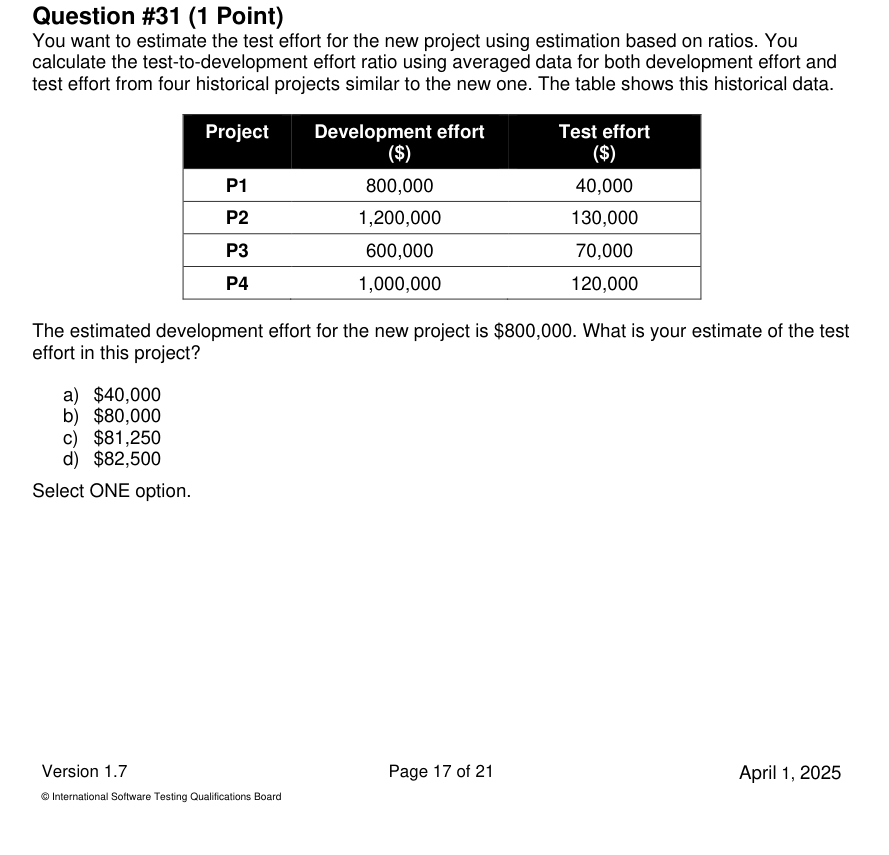 Question #31 (1 Point)
You want to estimate the test effort for the new project using estimation based on ratios. You
calculate the test-to-development effort ratio using averaged data for both development effort and
test effort from four historical projects similar to the new one. The table shows this historical data.
Project Development effort ($) Test effort ($)
P1 800,000 40,000
P2 1,200,000 130,000
P3 600,000 70,000
P4 1,000,000 120,000
The estimated development effort for the new project is $800,000. What is your estimate of the test
effort in this project?
a) $40,000
b) $80,000
c) $81,250
d) $82,500
Select ONE option.
Version 1.7 Page 17 of 21 April 1, 2025
© International Software Testing Qualifications Board